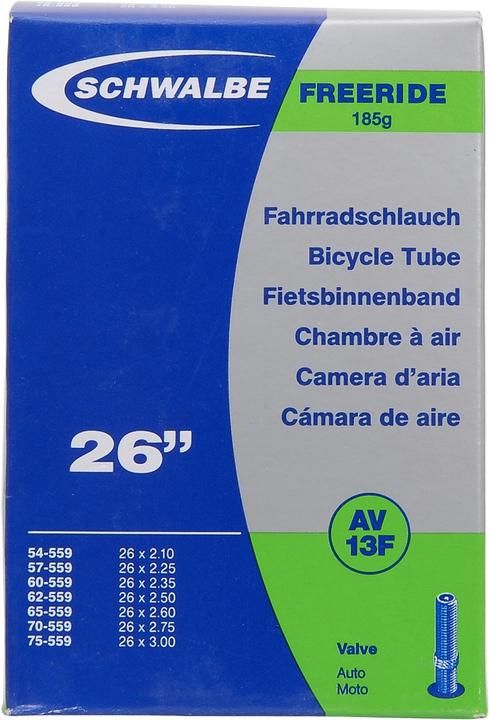 SCHWALBE
FREERIDE
185g
Fahrradschlauch
Bicycle Tube
Fietsbinnenband
Chambre à air
Camera d'aria
Cámara de aire
26”
54-559 26 x 2.10
57-559 26 x 2.25
60-559 26 x 2.35
62-559 26 x 2.50
65-559 26 x 2.60
70-559 26 x 2.75
75-559 26 x 3.00
AV
13F
Valve
Auto
Moto